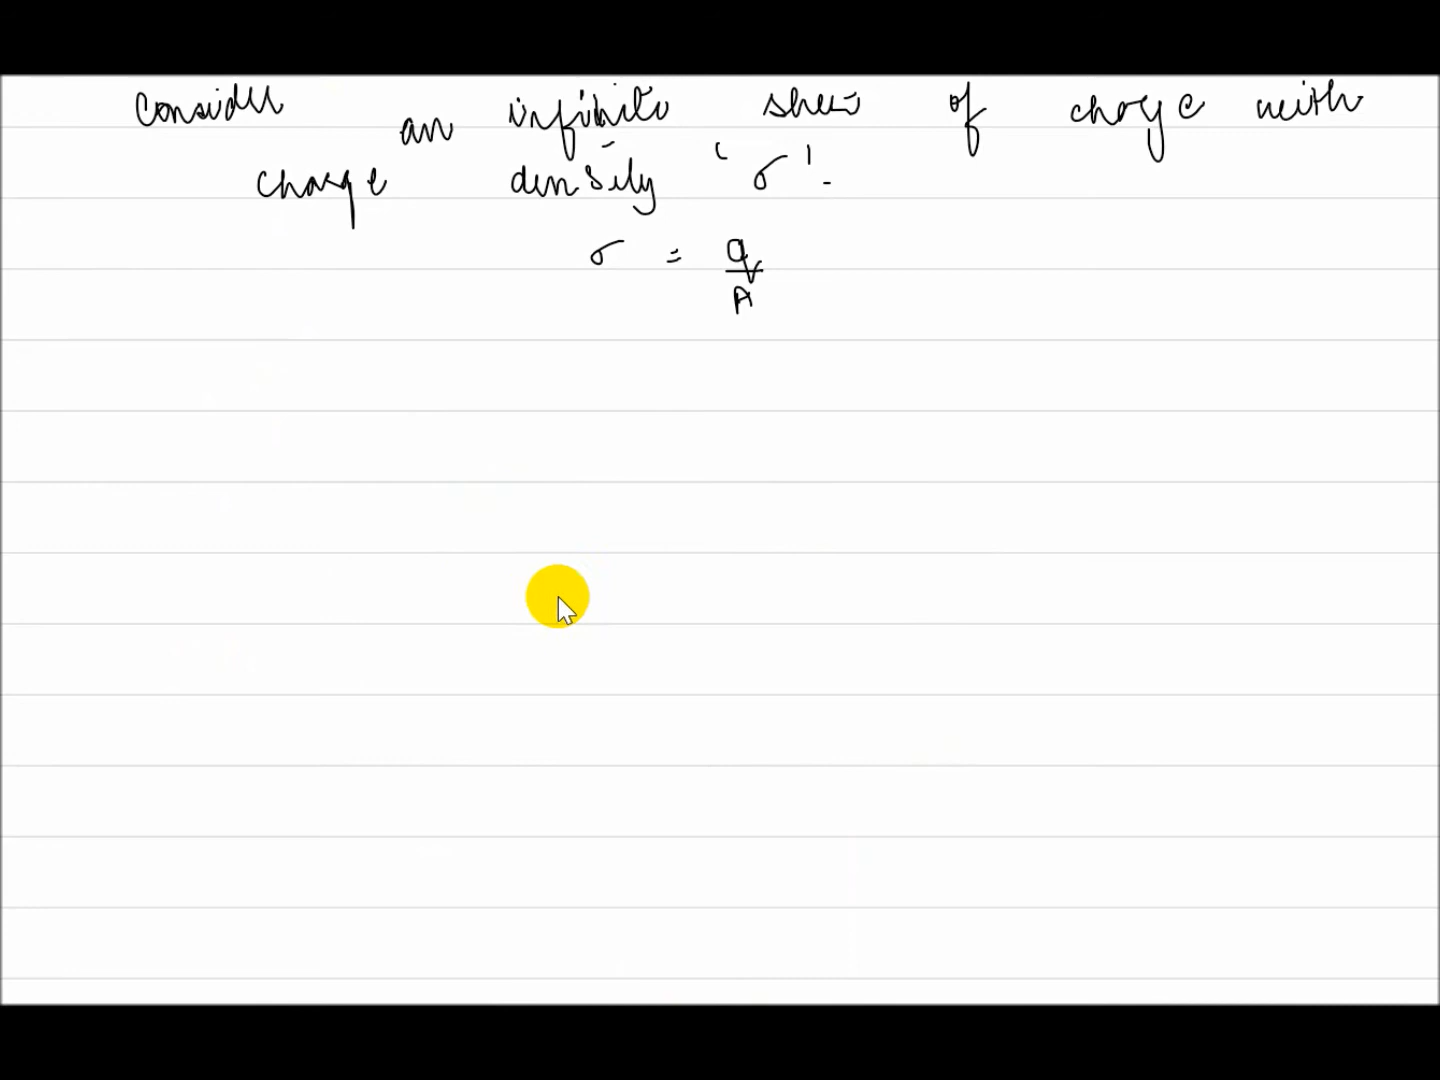 Consider an infinite sheet of charge with
charge density 'σ'.
σ = q/A